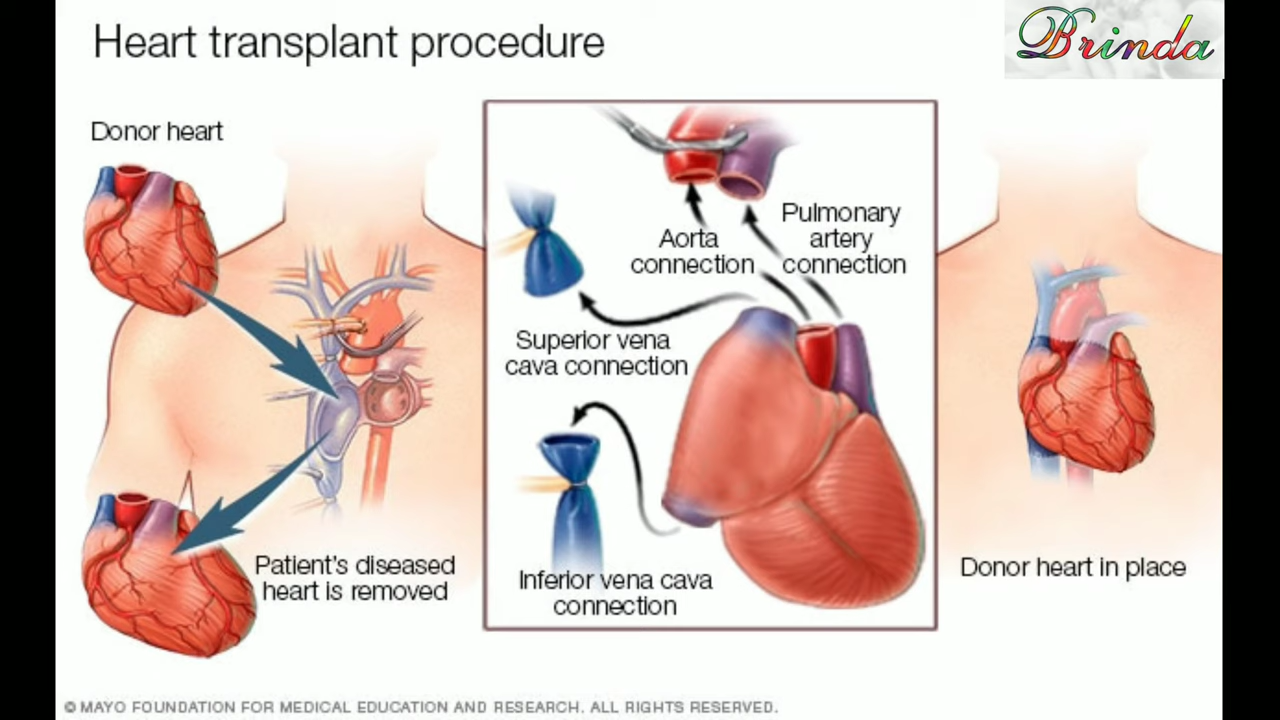 Heart transplant procedure
Brinda
Donor heart
Aorta
connection
Pulmonary
artery
connection
Superior vena
cava connection
Inferior vena cava
connection
Patient's diseased
heart is removed
Donor heart in place
© MAYO FOUNDATION FOR MEDICAL EDUCATION AND RESEARCH. ALL RIGHTS RESERVED.